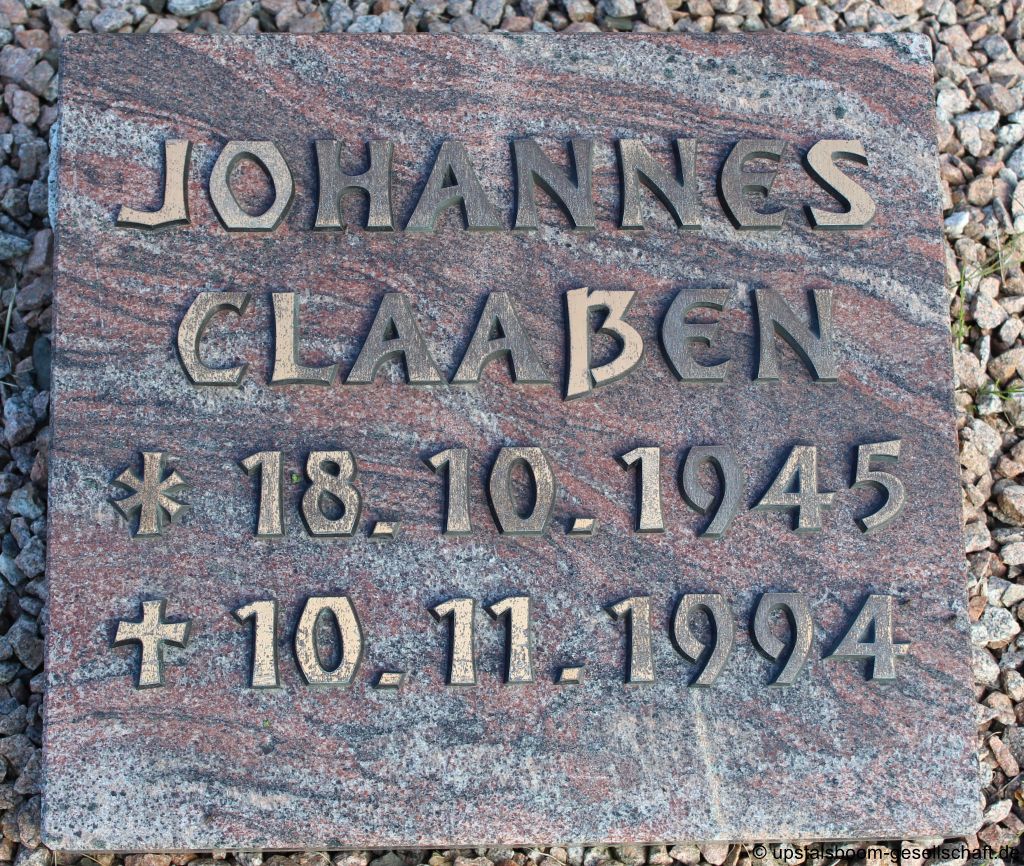 JOHANNES
CLAAßEN
* 18.10.1945
† 10.11.1994
© upstalsboom-gesellschaft.de